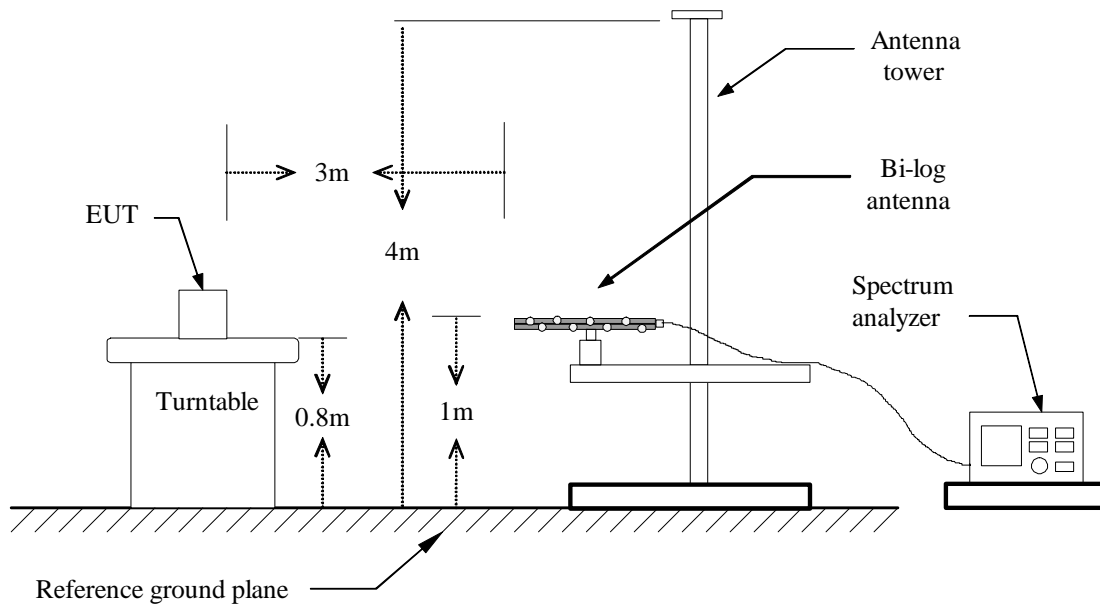 Antenna
tower
3m
Bi-log
antenna
EUT
4m
Spectrum
analyzer
Turntable
0.8m
1m
Reference ground plane